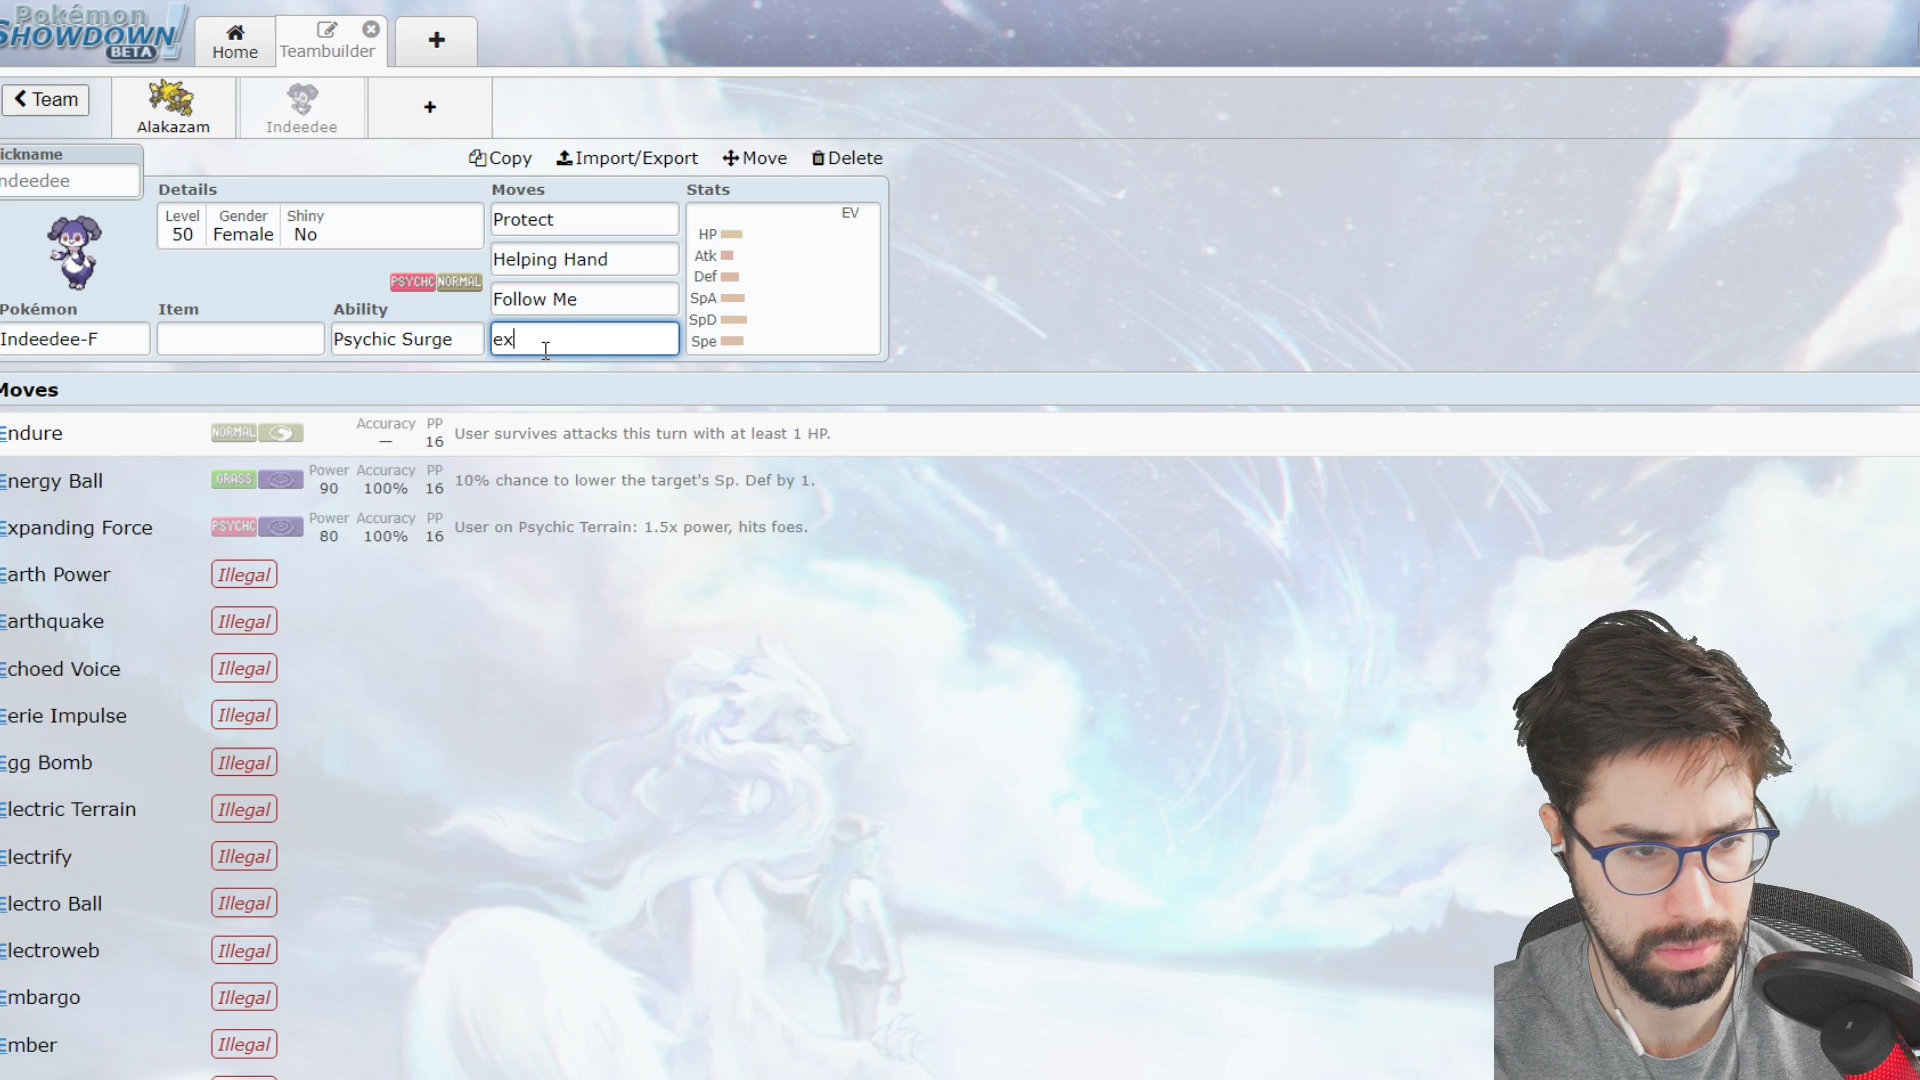 Pokémon
SHOWDOWN!
BETA
Home
Teambuilder
+
Team
Alakazam
Indeedee
+
ickname
ndeedee
Copy
Import/Export
Move
Delete
Details
Moves
Stats
Level
50
Gender
Female
Shiny
No
Protect
Helping Hand
Follow Me
ex
EV
HP
Atk
Def
SpA
SpD
Spe
PSYCHC
NORMAL
Pokémon
Item
Ability
Indeedee-F
Psychic Surge
Moves
Endure NORMAL Accuracy — PP 16 User survives attacks this turn with at least 1 HP.
Energy Ball GRASS Power 90 Accuracy 100% PP 16 10% chance to lower the target's Sp. Def by 1.
Expanding Force PSYCHC Power 80 Accuracy 100% PP 16 User on Psychic Terrain: 1.5x power, hits foes.
Earth Power Illegal
Earthquake Illegal
Echoed Voice Illegal
Eerie Impulse Illegal
Egg Bomb Illegal
Electric Terrain Illegal
Electrify Illegal
Electro Ball Illegal
Electroweb Illegal
Embargo Illegal
Ember Illegal